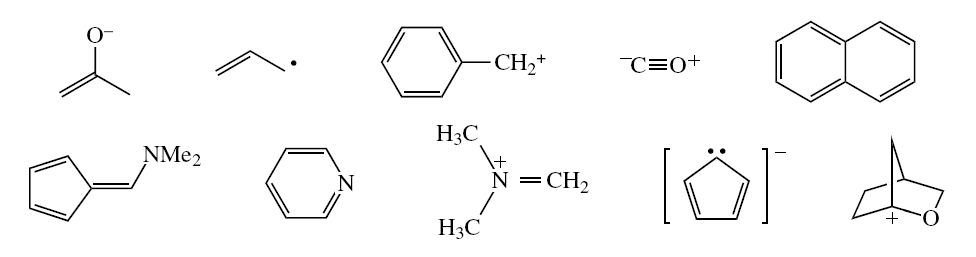 O⁻
•
CH₂⁺
⁻C≡O⁺
NMe₂
N
H₃C
+
N=CH₂
H₃C
[••]⁻
+
O